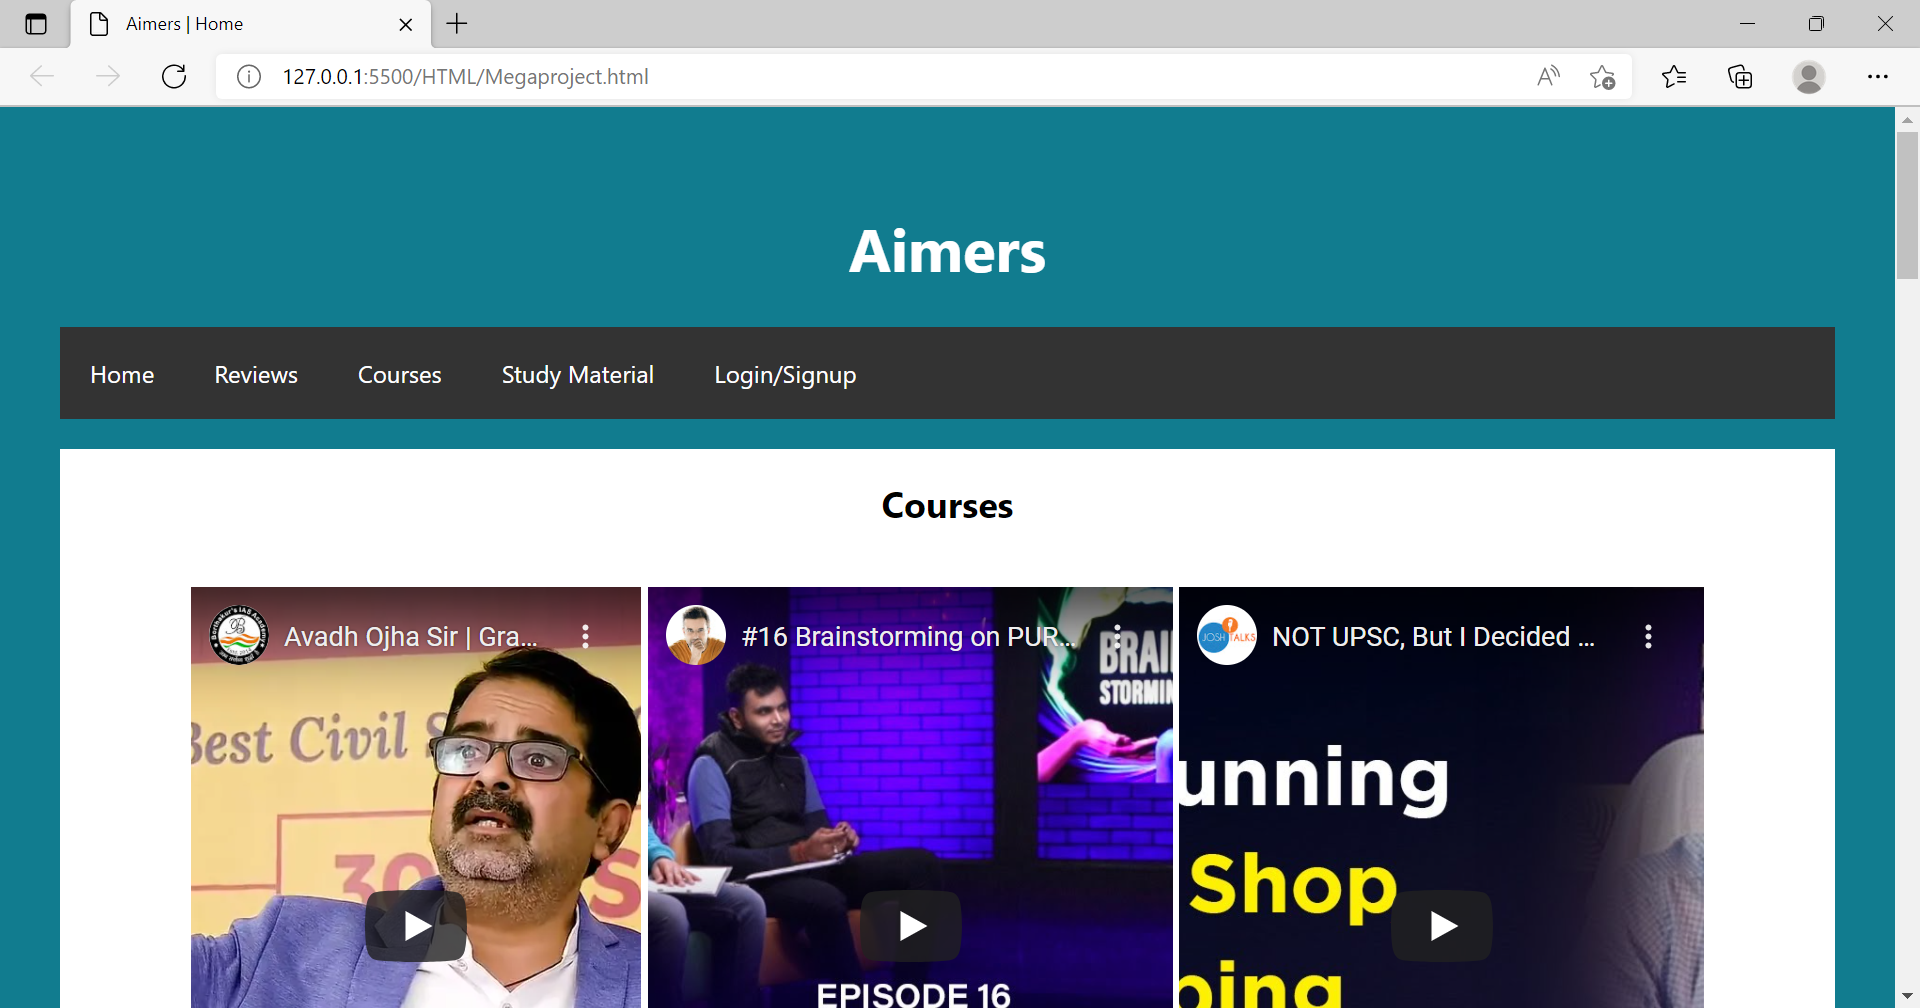 Aimers | Home
127.0.0.1:5500/HTML/Megaproject.html
Aimers
Home Reviews Courses Study Material Login/Signup
Courses
Avadh Ojha Sir | Gra...
#16 Brainstorming on PUR...
NOT UPSC, But I Decided ...
JOSH TALKS
BRAI
STORMIN
Best Civil S
30
S
unning
Shop
ping
EPISODE 16